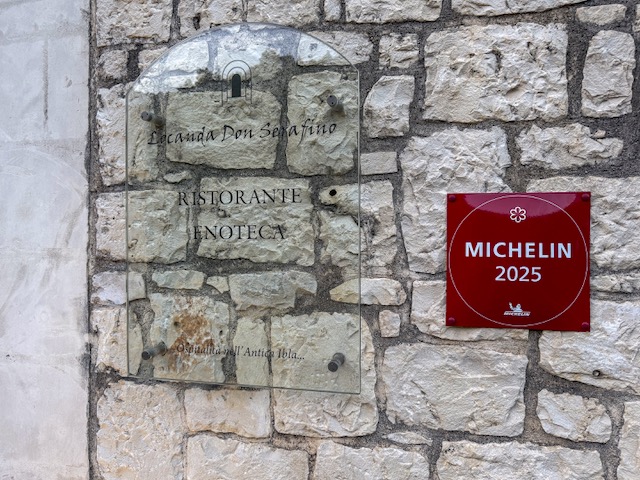 Locanda Don Serafino
RISTORANTE
ENOTECA
Ospitalità nell'Antica Ibla...
MICHELIN
2025
MICHELIN